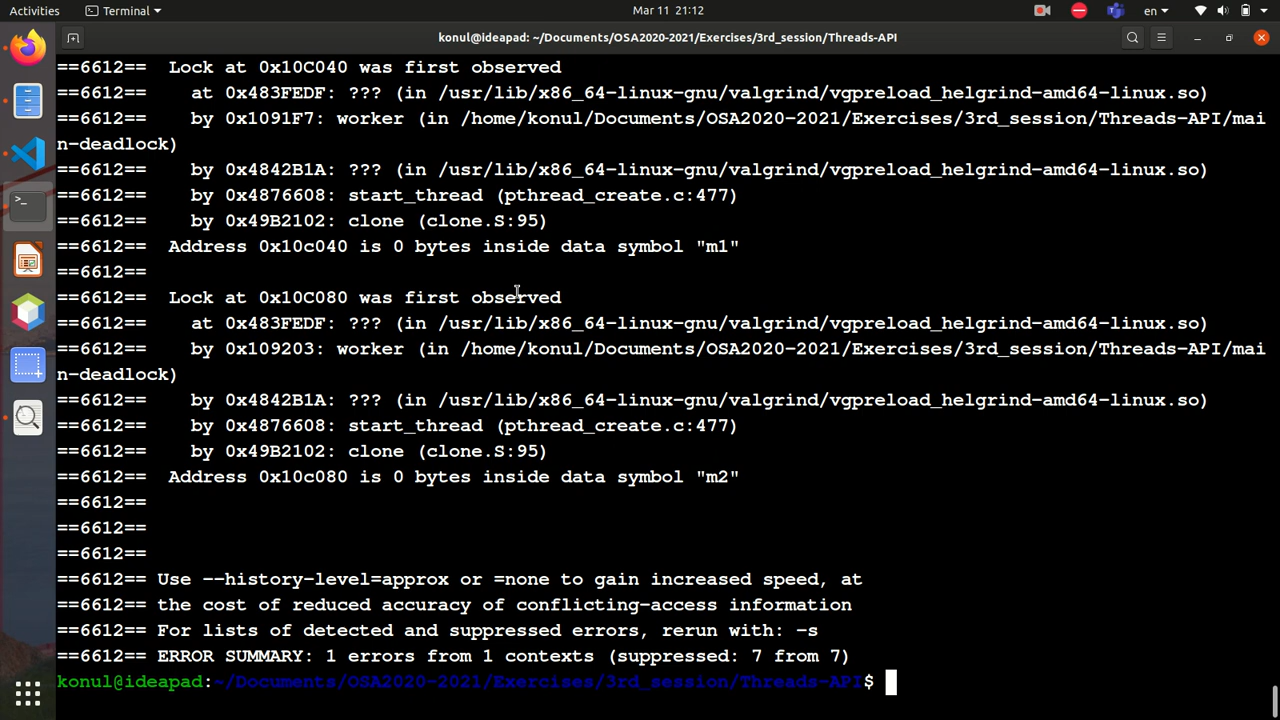 Activities
Terminal
Mar 11 21:12
en
konul@ideapad: ~/Documents/OSA2020-2021/Exercises/3rd_session/Threads-API
==6612==  Lock at 0x10C040 was first observed
==6612==    at 0x483FEDF: ??? (in /usr/lib/x86_64-linux-gnu/valgrind/vgpreload_helgrind-amd64-linux.so)
==6612==    by 0x1091F7: worker (in /home/konul/Documents/OSA2020-2021/Exercises/3rd_session/Threads-API/mai
n-deadlock)
==6612==    by 0x4842B1A: ??? (in /usr/lib/x86_64-linux-gnu/valgrind/vgpreload_helgrind-amd64-linux.so)
==6612==    by 0x4876608: start_thread (pthread_create.c:477)
==6612==    by 0x49B2102: clone (clone.S:95)
==6612==  Address 0x10c040 is 0 bytes inside data symbol "m1"
==6612==
==6612==  Lock at 0x10C080 was first observed
==6612==    at 0x483FEDF: ??? (in /usr/lib/x86_64-linux-gnu/valgrind/vgpreload_helgrind-amd64-linux.so)
==6612==    by 0x109203: worker (in /home/konul/Documents/OSA2020-2021/Exercises/3rd_session/Threads-API/mai
n-deadlock)
==6612==    by 0x4842B1A: ??? (in /usr/lib/x86_64-linux-gnu/valgrind/vgpreload_helgrind-amd64-linux.so)
==6612==    by 0x4876608: start_thread (pthread_create.c:477)
==6612==    by 0x49B2102: clone (clone.S:95)
==6612==  Address 0x10c080 is 0 bytes inside data symbol "m2"
==6612==
==6612==
==6612==
==6612== Use --history-level=approx or =none to gain increased speed, at
==6612== the cost of reduced accuracy of conflicting-access information
==6612== For lists of detected and suppressed errors, rerun with: -s
==6612== ERROR SUMMARY: 1 errors from 1 contexts (suppressed: 7 from 7)
konul@ideapad:~/Documents/OSA2020-2021/Exercises/3rd_session/Threads-API$